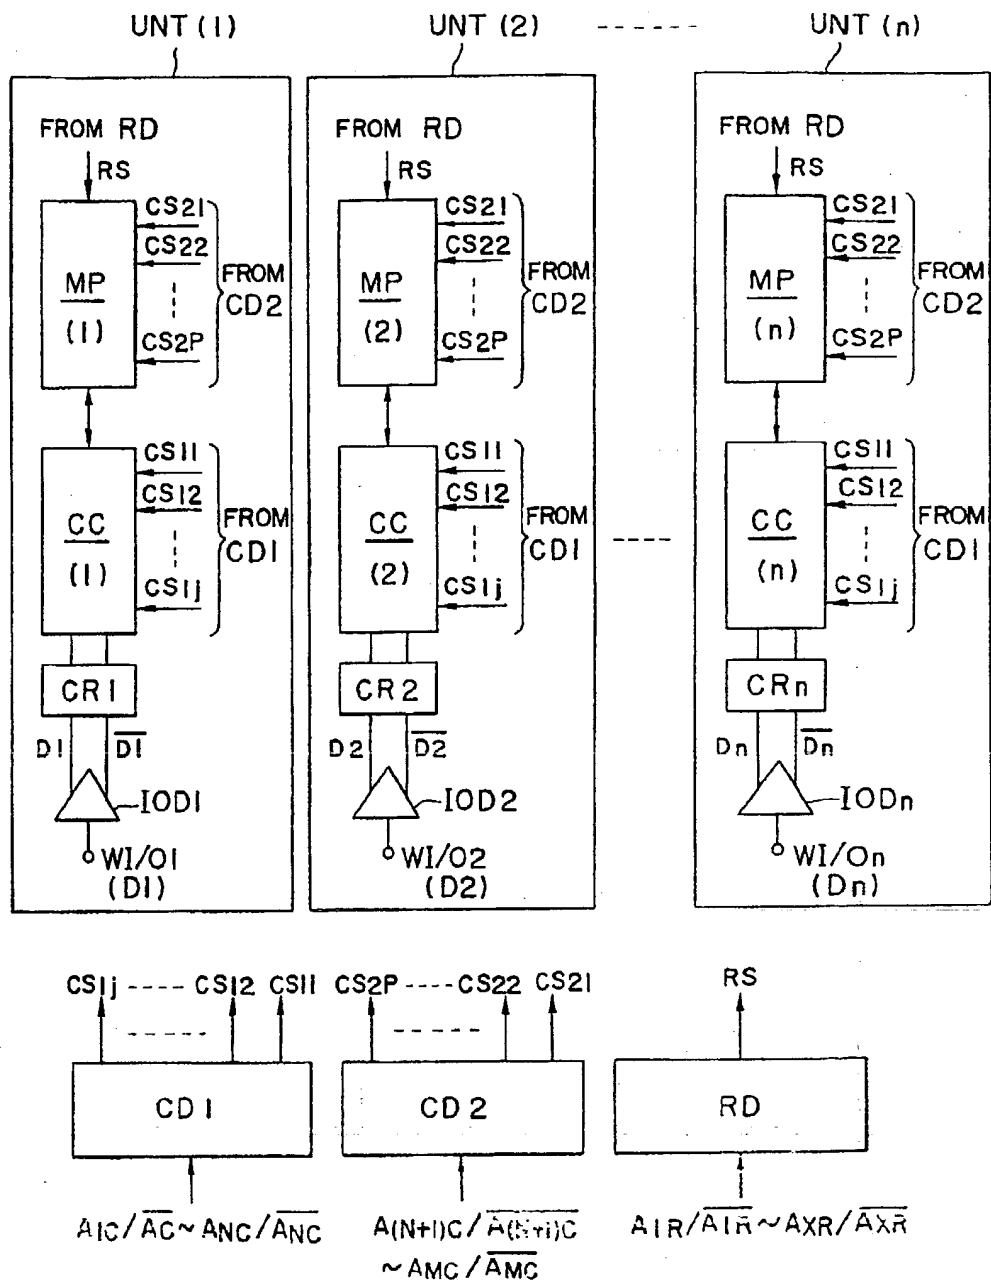 UNT (1)
UNT (2)
UNT (n)
FROM RD
RS
CS21
CS22
CS2P
MP
(1)
FROM
CD2
CS11
CS12
CS1j
CC
(1)
FROM
CD1
CR1
D1
D1
IOD1
WI/O1
(D1)
FROM RD
RS
CS21
CS22
CS2P
MP
(2)
FROM
CD2
CS11
CS12
CS1j
CC
(2)
FROM
CD1
CR2
D2
D2
IOD2
WI/O2
(D2)
FROM RD
RS
CS21
CS22
CS2P
MP
(n)
FROM
CD2
CS11
CS12
CS1j
CC
(n)
FROM
CD1
CRn
Dn
Dn
IODn
WI/On
(Dn)
CS1j CS12 CS11
CS2P CS22 CS21
RS
CD1
CD2
RD
A1C/AC~ANC/ANC
A(N+1)C/A(N+1)C
~AMC/AMC
A1R/A1R~AXR/AXR